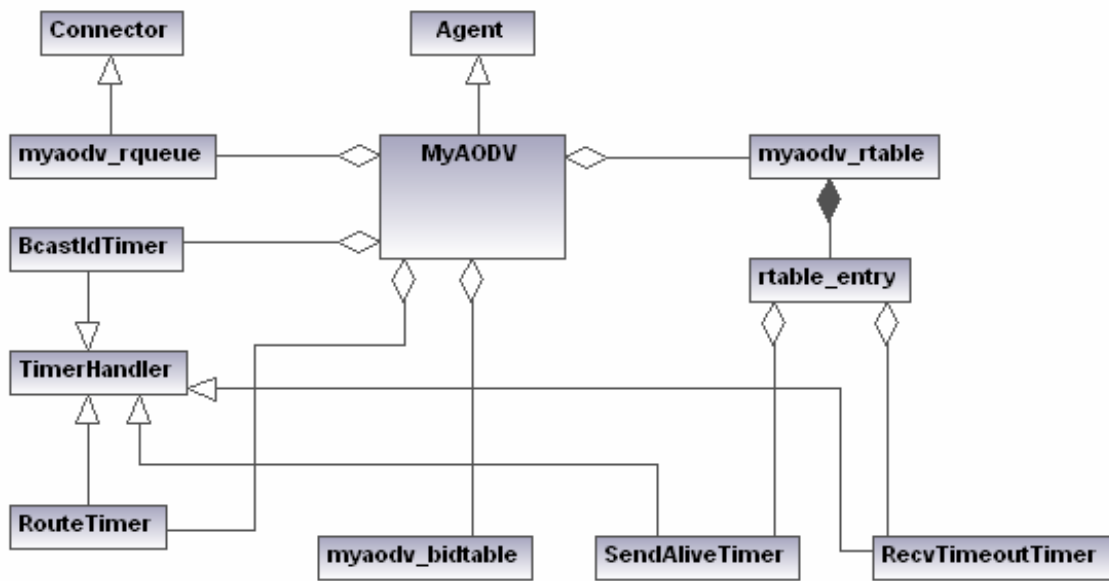 Connector
Agent
myaodv_rqueue
MyAODV
myaodv_rtable
BcastIdTimer
rtable_entry
TimerHandler
RouteTimer
myaodv_bidtable
SendAliveTimer
RecvTimeoutTimer